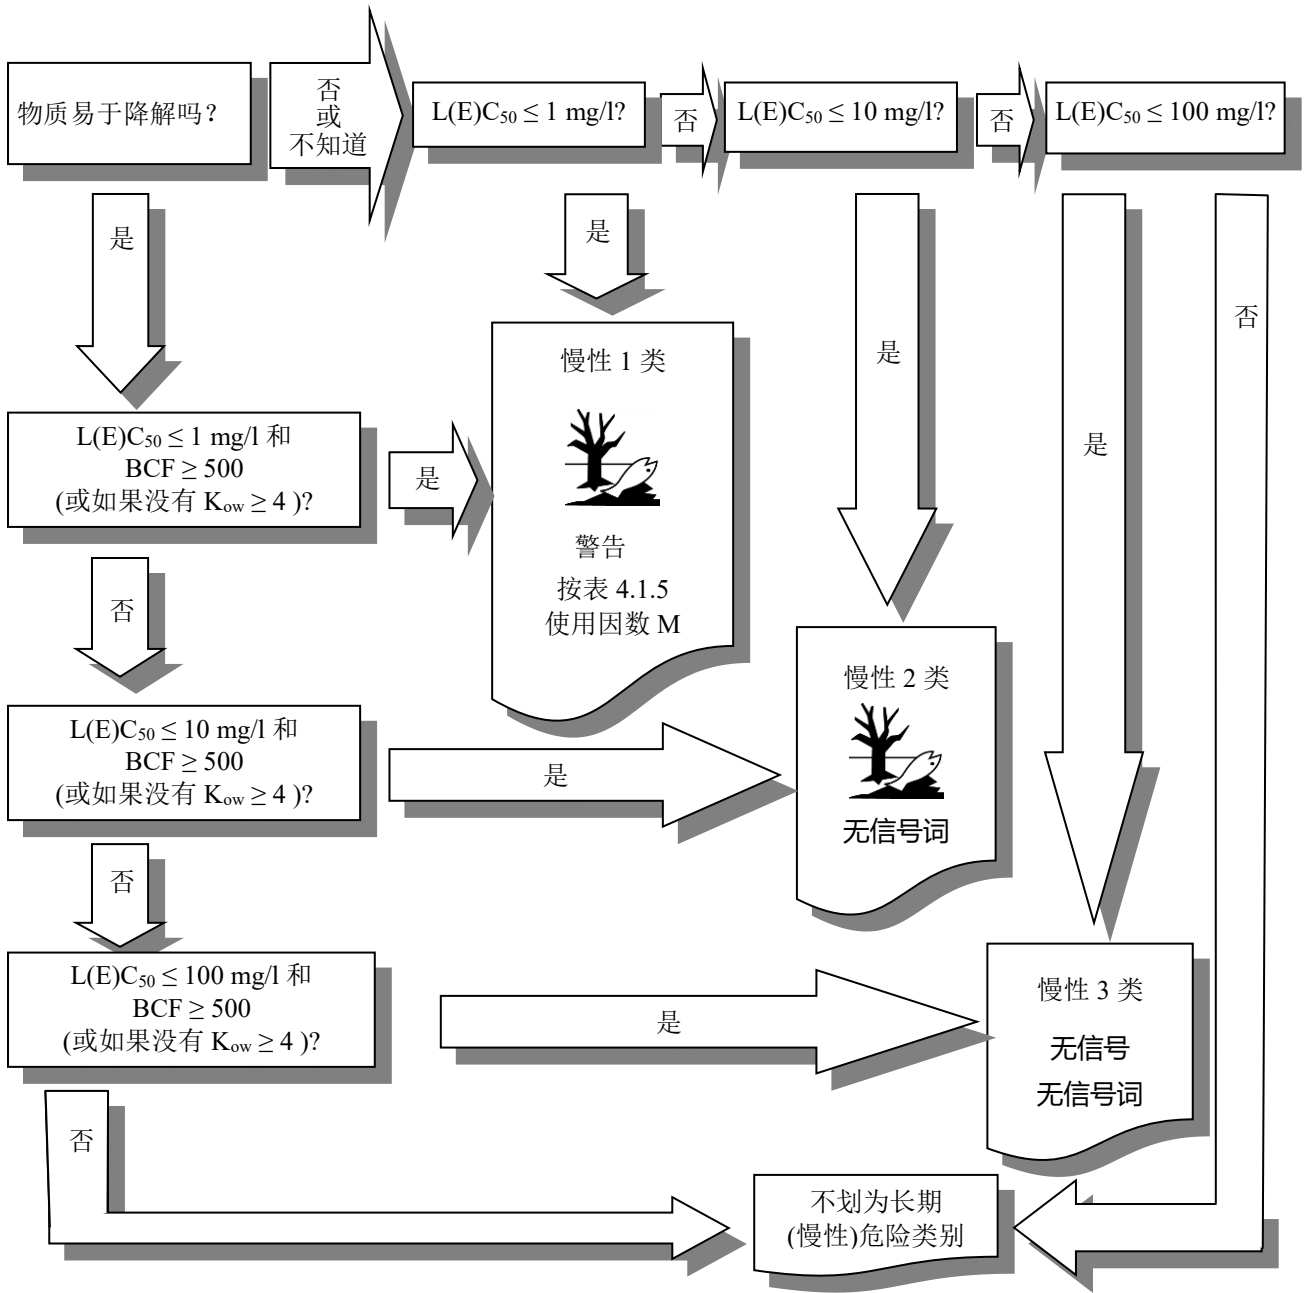 物质易于降解吗?
否
或
不知道
L(E)C₅₀ ≤ 1 mg/l?
否
L(E)C₅₀ ≤ 10 mg/l?
否
L(E)C₅₀ ≤ 100 mg/l?
是
是
是
是
否
L(E)C₅₀ ≤ 1 mg/l 和
BCF ≥ 500
(或如果没有 Kₒw ≥ 4 )?
是
慢性 1 类
警告
按表 4.1.5
使用因数 M
否
L(E)C₅₀ ≤ 10 mg/l 和
BCF ≥ 500
(或如果没有 Kₒw ≥ 4 )?
是
慢性 2 类
无信号词
否
L(E)C₅₀ ≤ 100 mg/l 和
BCF ≥ 500
(或如果没有 Kₒw ≥ 4 )?
是
慢性 3 类
无信号
无信号词
否
不划为长期
(慢性)危险类别